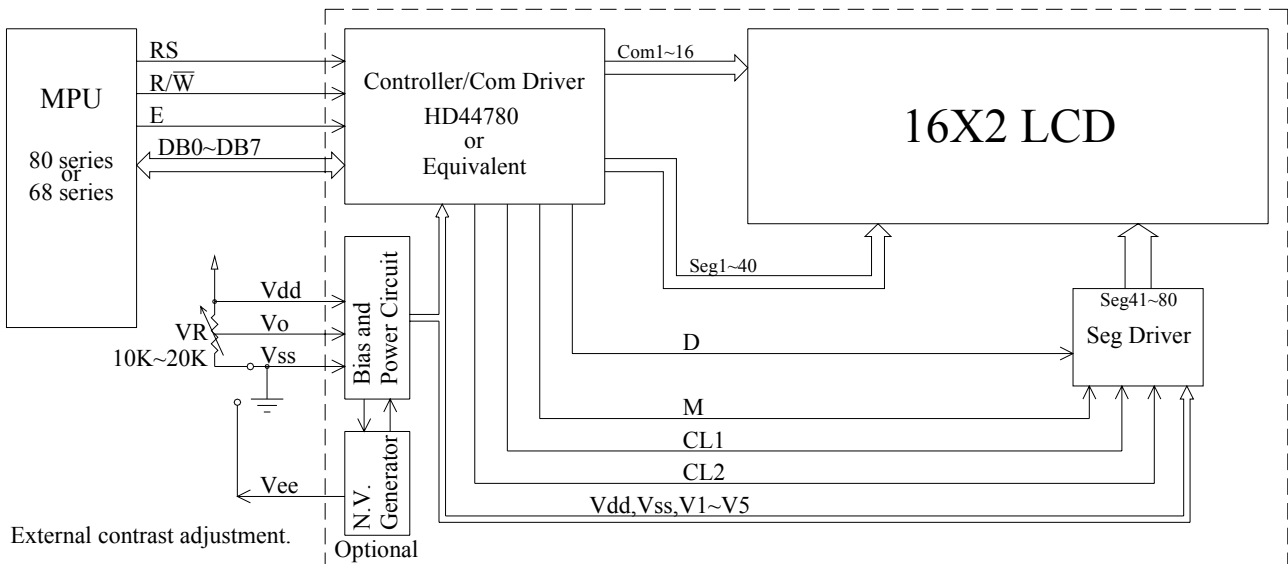 MPU
80 series
or
68 series
RS
R/W̅
E
DB0~DB7
Controller/Com Driver
HD44780
or
Equivalent
Com1~16
16X2 LCD
Seg1~40
Seg41~80
Seg Driver
Vdd
Vo
VR
10K~20K
Vss
Bias and
Power Circuit
D
M
CL1
CL2
Vdd,Vss,V1~V5
Vee
N.V.
Generator
Optional
External contrast adjustment.